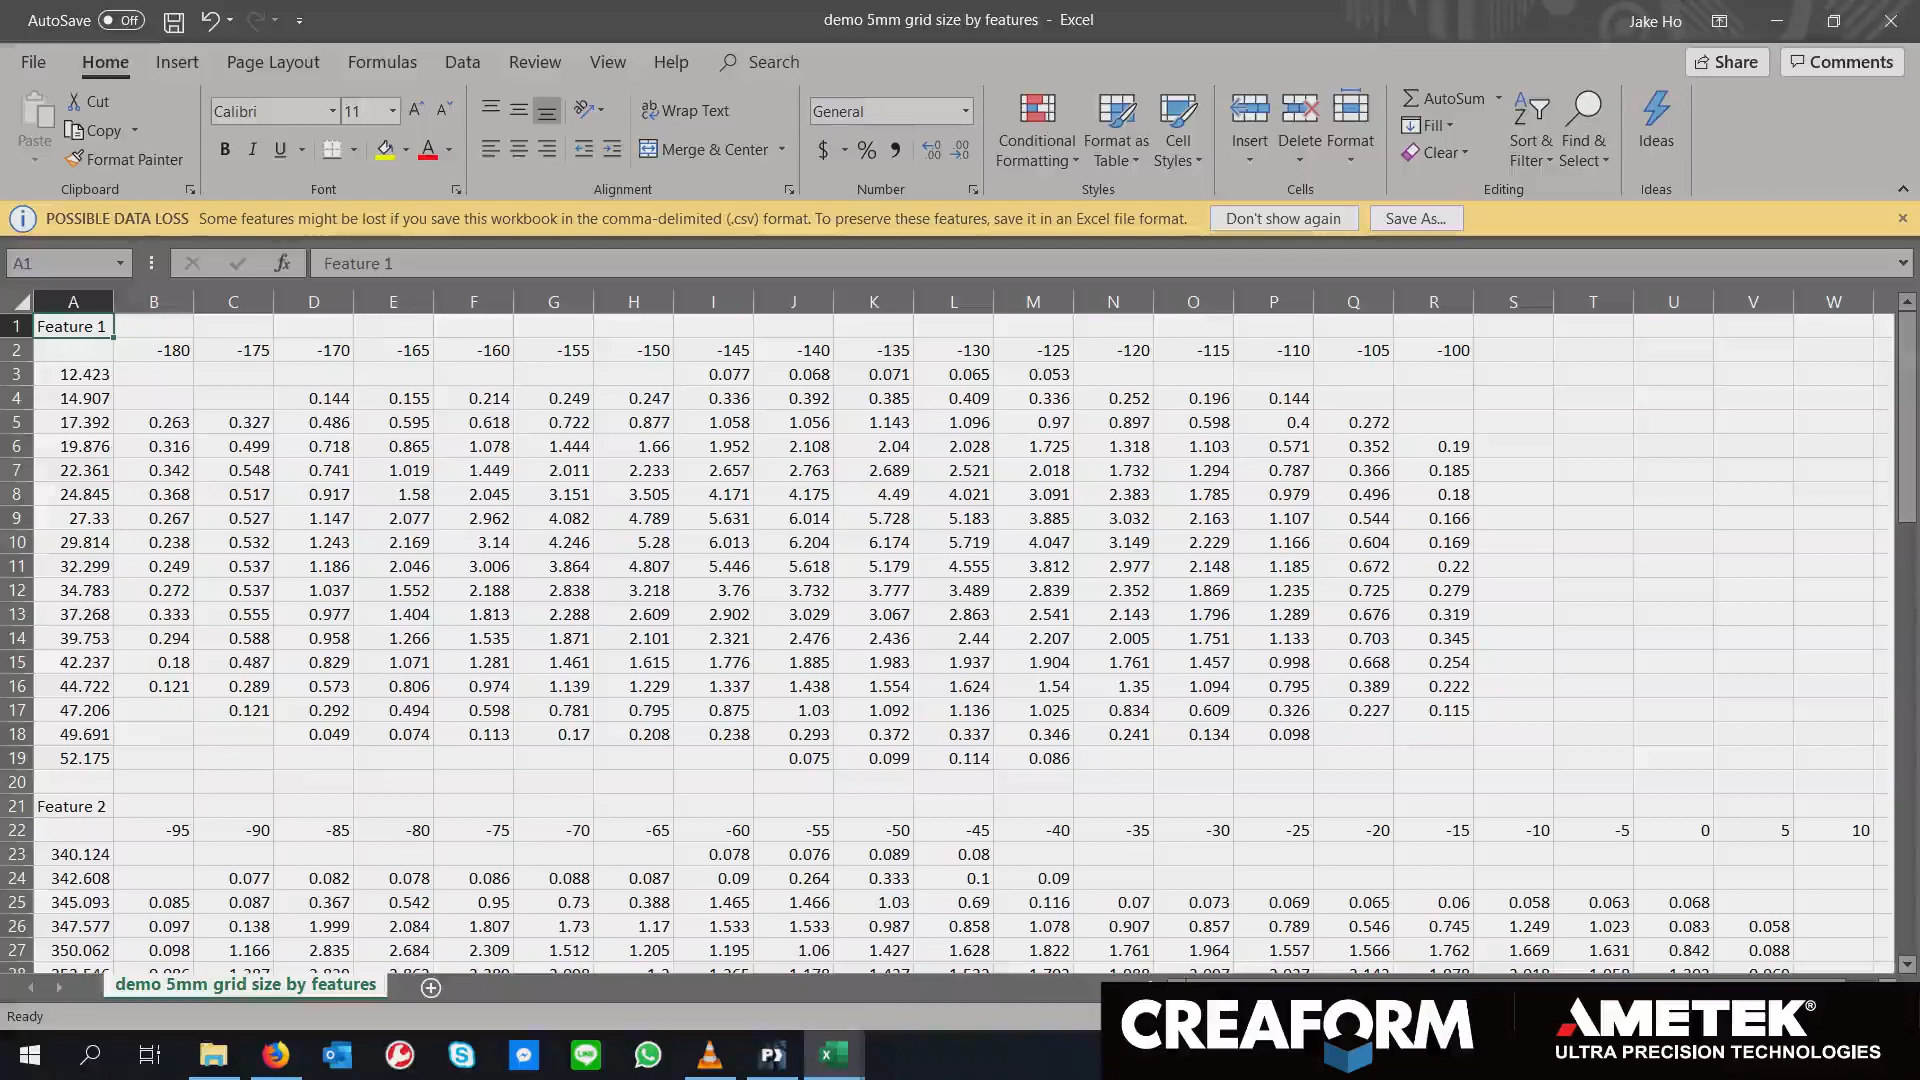 AutoSave Off demo 5mm grid size by features - Excel Jake Ho
File Home Insert Page Layout Formulas Data Review View Help Search Share Comments
Paste
Cut
Copy
Format Painter
Clipboard
Calibri 11
B I U
Font
Wrap Text
Merge & Center
Alignment
General
$ %
Number
Conditional Formatting
Format as Table
Cell Styles
Styles
Insert Delete Format
Cells
AutoSum
Fill
Clear
Sort & Filter
Find & Select
Editing
Ideas
Ideas
POSSIBLE DATA LOSS Some features might be lost if you save this workbook in the comma-delimited (.csv) format. To preserve these features, save it in an Excel file format. Don't show again Save As...
A1 fx Feature 1
A B C D E F G H I J K L M N O P Q R S T U V W
1 Feature 1
2 -180 -175 -170 -165 -160 -155 -150 -145 -140 -135 -130 -125 -120 -115 -110 -105 -100
3 12.423 0.077 0.068 0.071 0.065 0.053
4 14.907 0.144 0.155 0.214 0.249 0.247 0.336 0.392 0.385 0.409 0.336 0.252 0.196 0.144
5 17.392 0.263 0.327 0.486 0.595 0.618 0.722 0.877 1.058 1.056 1.143 1.096 0.97 0.897 0.598 0.4 0.272
6 19.876 0.316 0.499 0.718 0.865 1.078 1.444 1.66 1.952 2.108 2.04 2.028 1.725 1.318 1.103 0.571 0.352 0.19
7 22.361 0.342 0.548 0.741 1.019 1.449 2.011 2.233 2.657 2.763 2.689 2.521 2.018 1.732 1.294 0.787 0.366 0.185
8 24.845 0.368 0.517 0.917 1.58 2.045 3.151 3.505 4.171 4.175 4.49 4.021 3.091 2.383 1.785 0.979 0.496 0.18
9 27.33 0.267 0.527 1.147 2.077 2.962 4.082 4.789 5.631 6.014 5.728 5.183 3.885 3.032 2.163 1.107 0.544 0.166
10 29.814 0.238 0.532 1.243 2.169 3.14 4.246 5.28 6.013 6.204 6.174 5.719 4.047 3.149 2.229 1.166 0.604 0.169
11 32.299 0.249 0.537 1.186 2.046 3.006 3.864 4.807 5.446 5.618 5.179 4.555 3.812 2.977 2.148 1.185 0.672 0.22
12 34.783 0.272 0.537 1.037 1.552 2.188 2.838 3.218 3.76 3.732 3.777 3.489 2.839 2.352 1.869 1.235 0.725 0.279
13 37.268 0.333 0.555 0.977 1.404 1.813 2.288 2.609 2.902 3.029 3.067 2.863 2.541 2.143 1.796 1.289 0.676 0.319
14 39.753 0.294 0.588 0.958 1.266 1.535 1.871 2.101 2.321 2.476 2.436 2.44 2.207 2.005 1.751 1.133 0.703 0.345
15 42.237 0.18 0.487 0.829 1.071 1.281 1.461 1.615 1.776 1.885 1.983 1.937 1.904 1.761 1.457 0.998 0.668 0.254
16 44.722 0.121 0.289 0.573 0.806 0.974 1.139 1.229 1.337 1.438 1.554 1.624 1.54 1.35 1.094 0.795 0.389 0.222
17 47.206 0.121 0.292 0.494 0.598 0.781 0.795 0.875 1.03 1.092 1.136 1.025 0.834 0.609 0.326 0.227 0.115
18 49.691 0.049 0.074 0.113 0.17 0.208 0.238 0.293 0.372 0.337 0.346 0.241 0.134 0.098
19 52.175 0.075 0.099 0.114 0.086
20
21 Feature 2
22 -95 -90 -85 -80 -75 -70 -65 -60 -55 -50 -45 -40 -35 -30 -25 -20 -15 -10 -5 0 5 10
23 340.124 0.078 0.076 0.089 0.08
24 342.608 0.077 0.082 0.078 0.086 0.088 0.087 0.09 0.264 0.333 0.1 0.09
25 345.093 0.085 0.087 0.367 0.542 0.95 0.73 0.388 1.465 1.466 1.03 0.69 0.116 0.07 0.073 0.069 0.065 0.06 0.058 0.063 0.068
26 347.577 0.097 0.138 1.999 2.084 1.807 1.73 1.17 1.533 1.533 0.987 0.858 1.078 0.907 0.857 0.789 0.546 0.745 1.249 1.023 0.083 0.058
27 350.062 0.098 1.166 2.835 2.684 2.309 1.512 1.205 1.195 1.06 1.427 1.628 1.822 1.761 1.964 1.557 1.566 1.762 1.669 1.631 0.842 0.088
demo 5mm grid size by features
Ready
CREAFORM
AMETEK®
ULTRA PRECISION TECHNOLOGIES